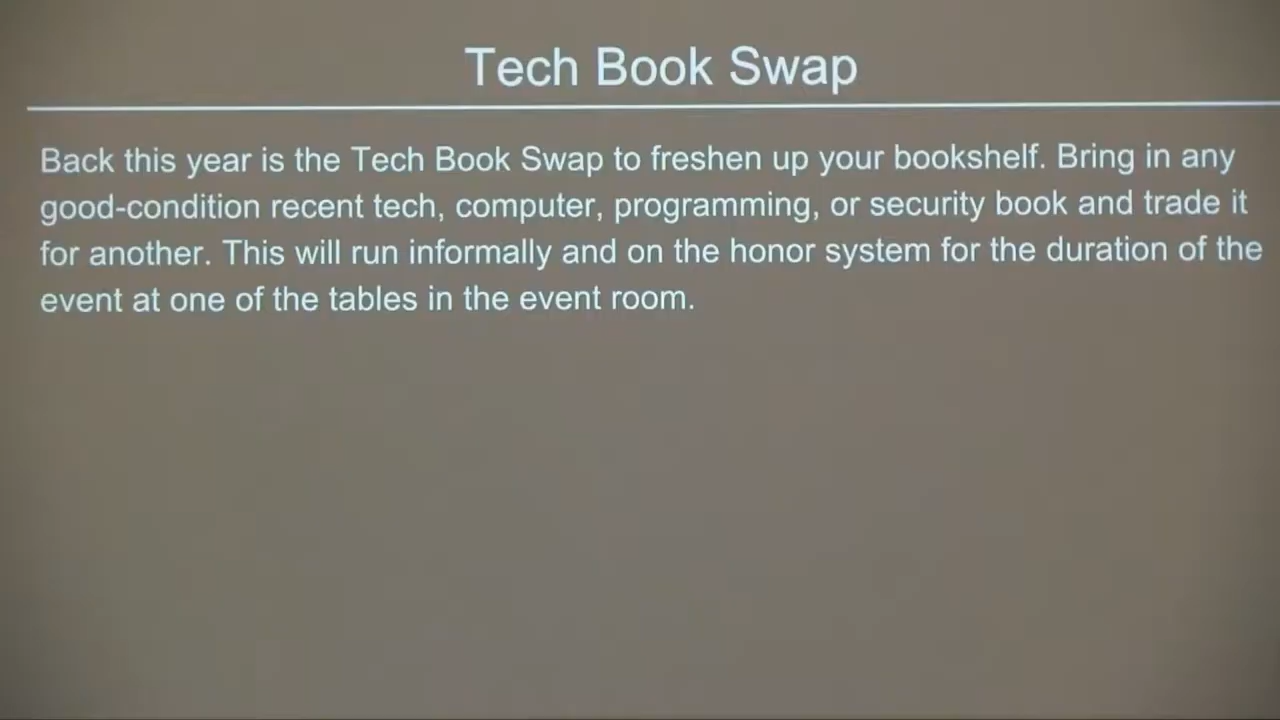 Tech Book Swap
Back this year is the Tech Book Swap to freshen up your bookshelf. Bring in any
good-condition recent tech, computer, programming, or security book and trade it
for another. This will run informally and on the honor system for the duration of the
event at one of the tables in the event room.